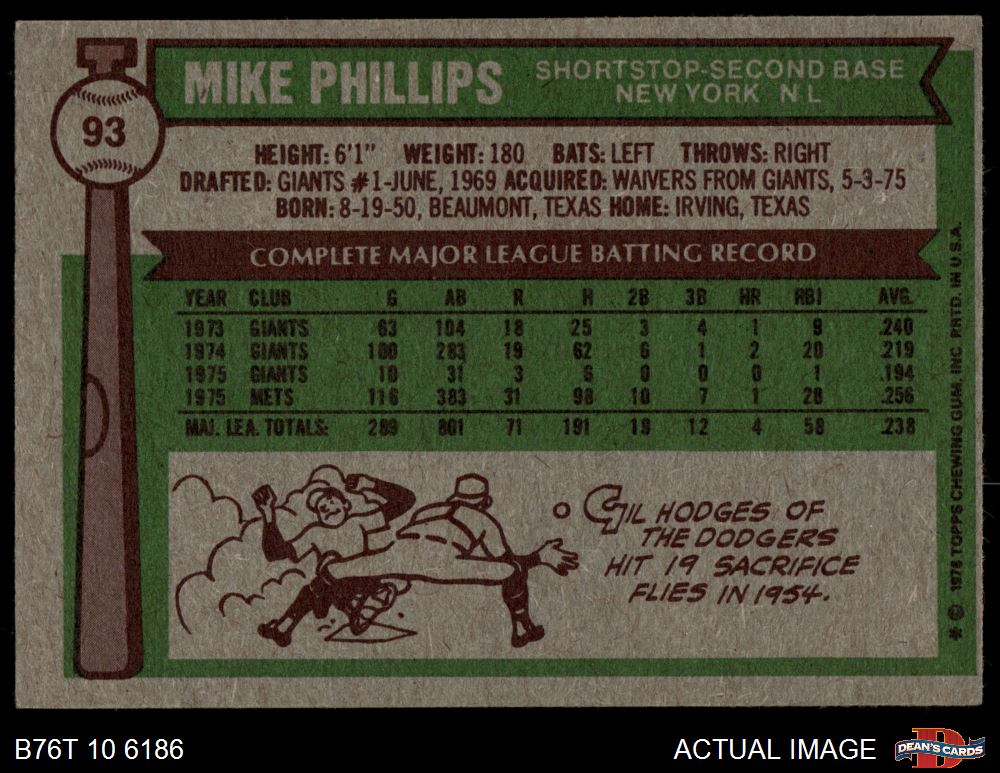 93
MIKE PHILLIPS
SHORTSTOP-SECOND BASE
NEW YORK N L
HEIGHT: 6'1" WEIGHT: 180 BATS: LEFT THROWS: RIGHT
DRAFTED: GIANTS #1-JUNE, 1969 ACQUIRED: WAIVERS FROM GIANTS, 5-3-75
BORN: 8-19-50, BEAUMONT, TEXAS HOME: IRVING, TEXAS
COMPLETE MAJOR LEAGUE BATTING RECORD
YEAR CLUB G AB R H 2B 3B HR RBI AVG.
1973 GIANTS 63 104 18 25 3 4 1 9 .240
1974 GIANTS 100 283 19 62 6 1 2 20 .219
1975 GIANTS 10 31 3 6 0 0 0 1 .194
1975 METS 116 383 31 98 10 7 1 28 .256
MAJ. LEA. TOTALS: 289 801 71 191 19 12 4 58 .238
GIL HODGES OF
THE DODGERS
HIT 19 SACRIFICE
FLIES IN 1954.
* © 1976 TOPPS CHEWING GUM, INC. PRTD. IN U.S.A.
B76T 10 6186
ACTUAL IMAGE
DEAN'S CARDS